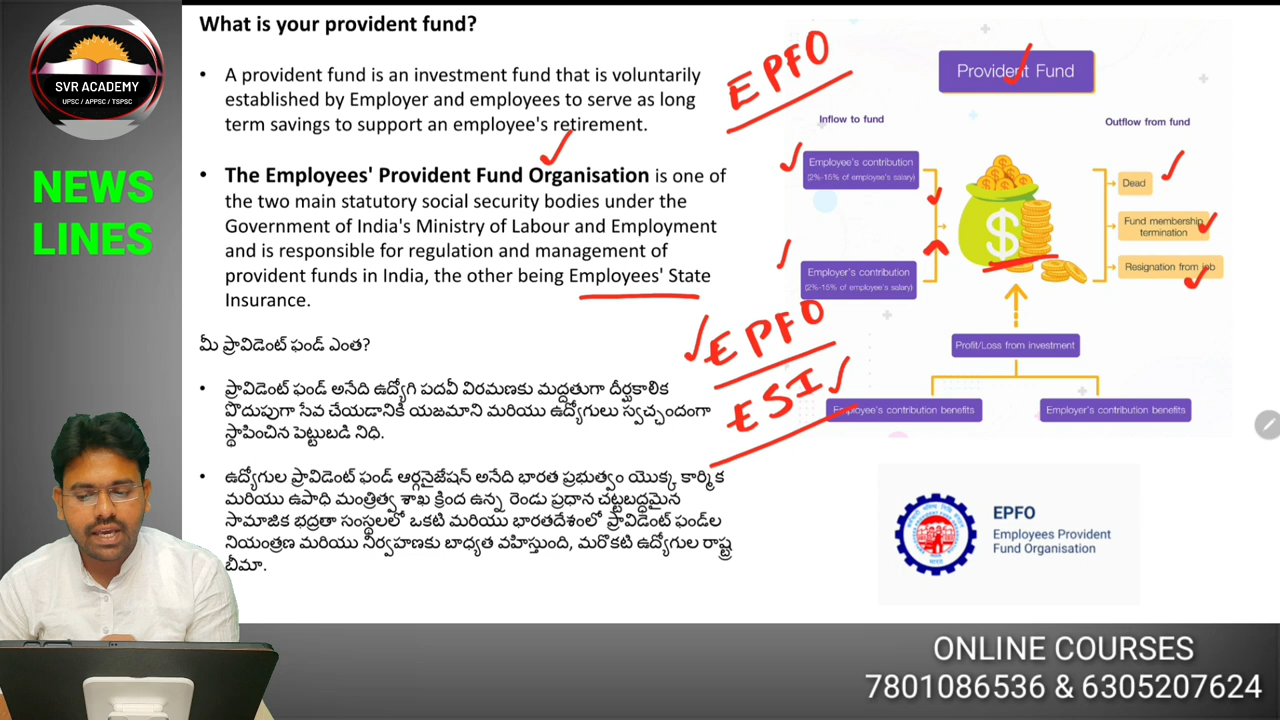 SVR ACADEMY
UPSC / APPSC / TSPSC
NEWS
LINES
What is your provident fund?
• A provident fund is an investment fund that is voluntarily
established by Employer and employees to serve as long
term savings to support an employee's retirement.
• The Employees' Provident Fund Organisation is one of
the two main statutory social security bodies under the
Government of India's Ministry of Labour and Employment
and is responsible for regulation and management of
provident funds in India, the other being Employees' State
Insurance.
మీ ప్రావిడెంట్ ఫండ్ ఎంత?
• ప్రావిడెంట్ ఫండ్ అనేది ఉద్యోగి పదవీ విరమణకు మద్దతుగా దీర్ఘకాలిక
పొదుపుగా సేవ చేయడానికి యజమాని మరియు ఉద్యోగులు స్వచ్ఛందంగా
స్థాపించిన పెట్టుబడి నిధి.
• ఉద్యోగుల ప్రావిడెంట్ ఫండ్ ఆర్గనైజేషన్ అనేది భారత ప్రభుత్వం యొక్క కార్మిక
మరియు ఉపాధి మంత్రిత్వ శాఖ క్రింద ఉన్న రెండు ప్రధాన చట్టబద్ధమైన
సామాజిక భద్రతా సంస్థలలో ఒకటి మరియు భారతదేశంలో ప్రావిడెంట్ ఫండ్‌ల
నియంత్రణ మరియు నిర్వహణకు బాధ్యత వహిస్తుంది, మరొకటి ఉద్యోగుల రాష్ట్ర
బీమా.
EPFO
Provident Fund
Inflow to fund
Outflow from fund
Employee's contribution
(2%-15% of employee's salary)
Employer's contribution
(2%-15% of employee's salary)
$
Dead
Fund membership
termination
Resignation from job
EPFO
ESI
Profit/Loss from investment
Employee's contribution benefits
Employer's contribution benefits
EPFO
Employees Provident
Fund Organisation
ONLINE COURSES
7801086536 & 6305207624